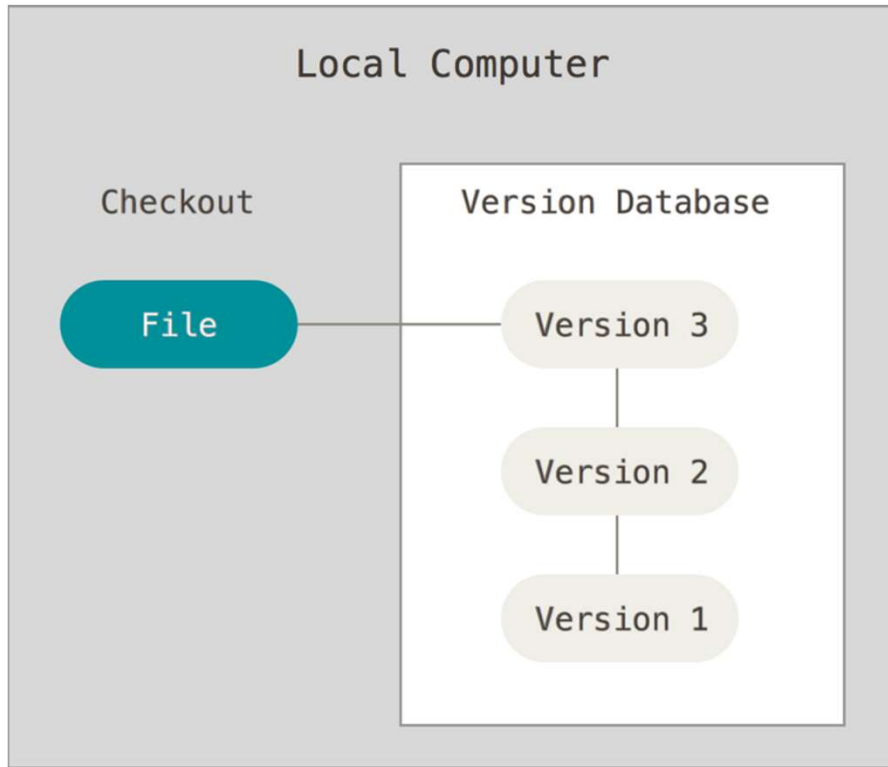 Local Computer
Checkout
Version Database
File
Version 3
Version 2
Version 1